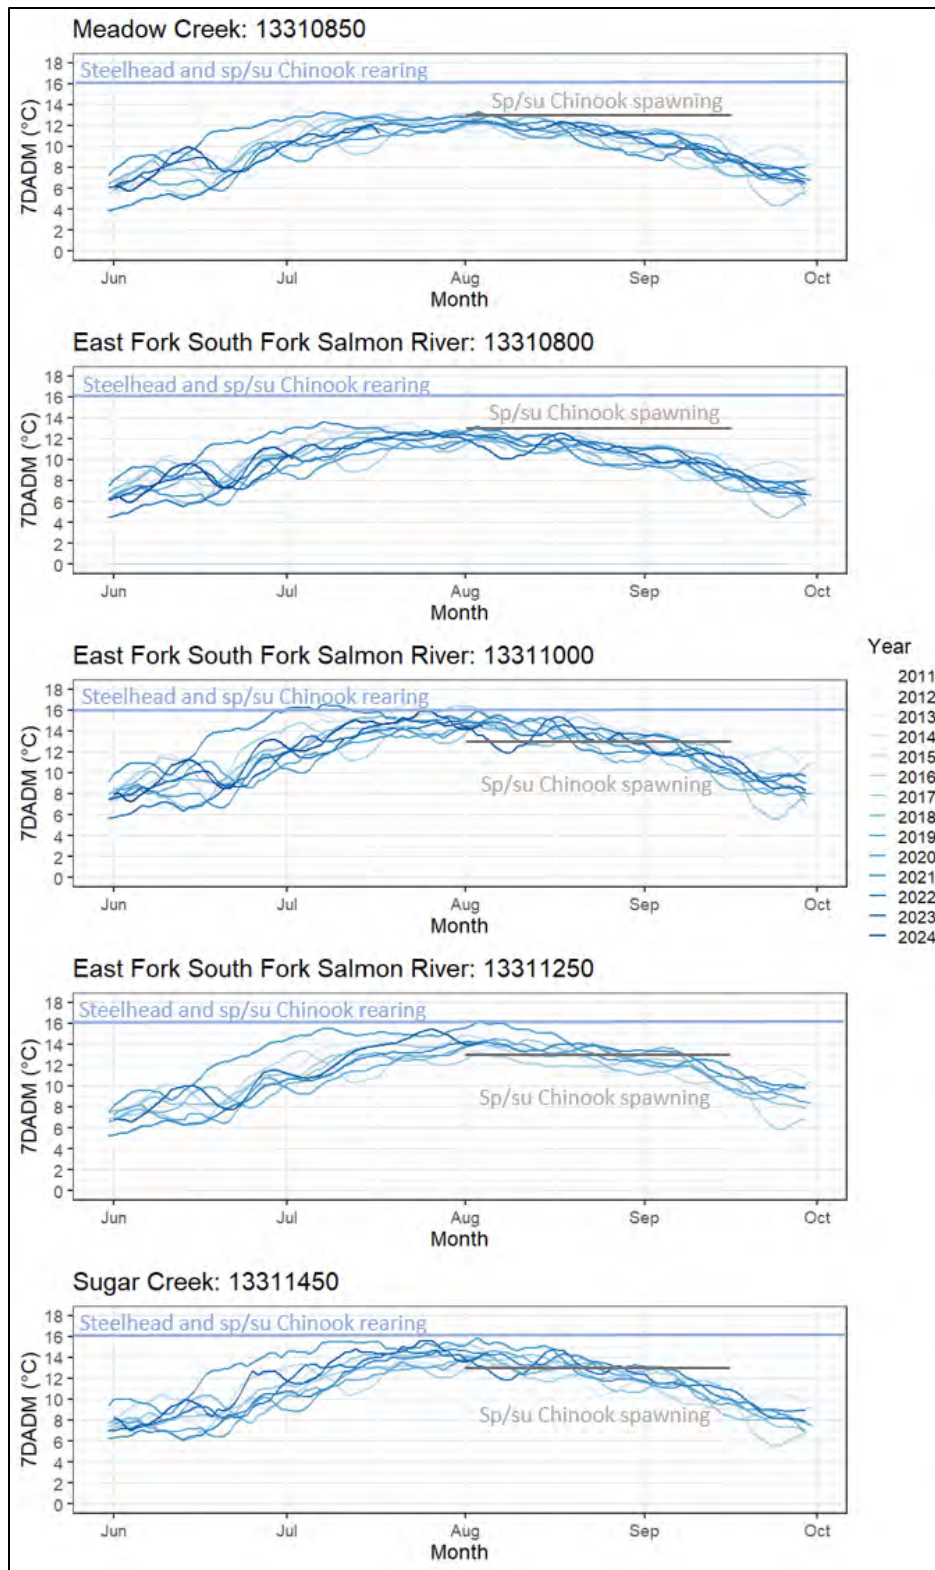 Meadow Creek: 13310850
18
Steelhead and sp/su Chinook rearing
16
14
Sp/su Chinook spawning
12
10
8
6
4
2
0
7DADM (°C)
Jun Jul Aug Sep Oct
Month
East Fork South Fork Salmon River: 13310800
18
Steelhead and sp/su Chinook rearing
16
14
Sp/su Chinook spawning
12
10
8
6
4
2
0
7DADM (°C)
Jun Jul Aug Sep Oct
Month
East Fork South Fork Salmon River: 13311000
18
Steelhead and sp/su Chinook rearing
16
14
12
10
Sp/su Chinook spawning
8
6
4
2
0
7DADM (°C)
Jun Jul Aug Sep Oct
Month
Year
2011
2012
2013
2014
2015
2016
2017
2018
2019
2020
2021
2022
2023
2024
East Fork South Fork Salmon River: 13311250
18
Steelhead and sp/su Chinook rearing
16
14
12
10
Sp/su Chinook spawning
8
6
4
2
0
7DADM (°C)
Jun Jul Aug Sep Oct
Month
Sugar Creek: 13311450
18
Steelhead and sp/su Chinook rearing
16
14
12
10
Sp/su Chinook spawning
8
6
4
2
0
7DADM (°C)
Jun Jul Aug Sep Oct
Month